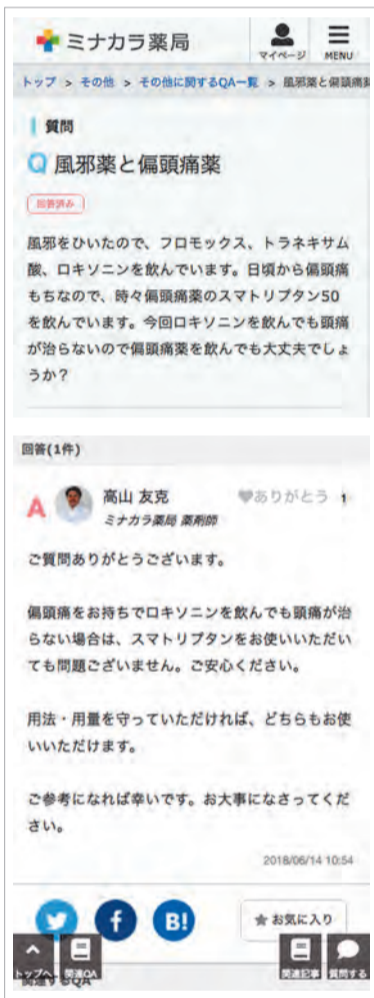 ミナカラ薬局
マイページ MENU
トップ > その他 > その他に関するQA一覧 > 風邪薬と偏頭痛
質問
Q 風邪薬と偏頭痛薬
回答済み
風邪をひいたので、フロモックス、トラネキサム
酸、ロキソニンを飲んでいます。日頃から偏頭痛
もちなので、時々偏頭痛薬のスマトリプタン50
を飲んでいます。今回ロキソニンを飲んでも頭痛
が治らないので偏頭痛薬を飲んでも大丈夫でしょ
うか?
回答(1件)
A 高山 友克 ありがとう 1
ミナカラ薬局 薬剤師
ご質問ありがとうございます。
偏頭痛をお持ちでロキソニンを飲んでも頭痛が治
らない場合は、スマトリプタンをお使いいただい
ても問題ございません。ご安心ください。
用法・用量を守っていただければ、どちらもお使
いいただけます。
ご参考になれば幸いです。お大事になさってくだ
さい。
2018/06/14 10:54
f B! ★お気に入り
トップへ 関連QA 関連記事 質問する
関連するQA